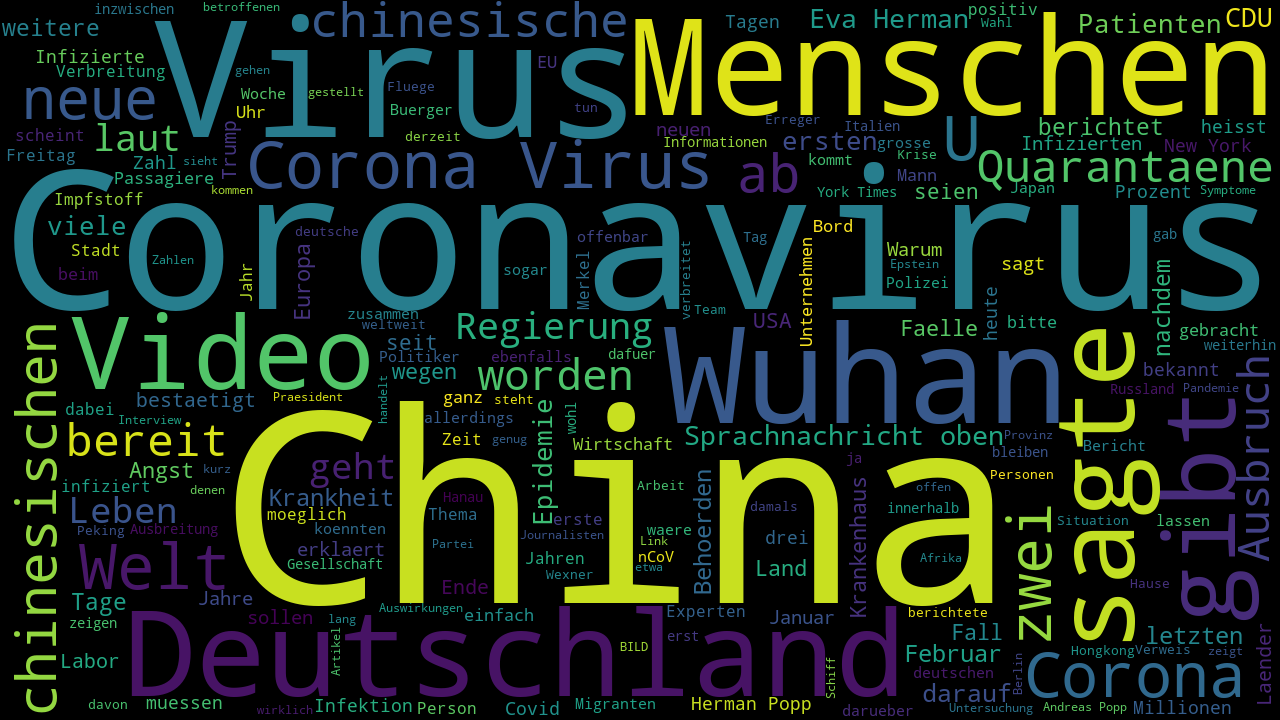 inzwischen
betroffenen
weitere
Virus
chinesische
Tagen
Eva Herman
positiv
Wahl
Patienten
CDU
Menschen
Infizierte
Verbreitung
gehen
EU
Woche
gestellt
Fluege
neue
Uhr
Buerger
tun
Erreger
Italien
scheint
laut
Trump
derzeit
neuen
Informationen
ersten
grosse
U
berichtet
heisst
Infizierten
New York
Freitag
Zahl
sieht
Corona Virus
ab
kommt
Krise
Mann
Quarantaene
Passagiere
kommen
Impfstoff
York Times
seien
Japan
Prozent
Symptome
viele
Coronavirus
deutsche
offenbar
Tag
Bord
gab
Stadt
Zahlen
Warum
Epstein
sagt
beim
Jahr
Europa
sogar
Merkel
verbreitet
Unternehmen
Polizei
heute
nachdem
Team
zusammen
weltweit
Video
Regierung
USA
Faelle
bitte
gebracht
weiterhin
seit
Politiker
wegen
ebenfalls
dafuer
worden
Wuhan
sagte
bekannt
Russland
Pandemie
chinesischen
dabei
bestaetigt
Praesident
handelt
ganz
steht
Interview
allerdings
wohl
gibt
Ausbruch
bereit
Zeit
genug
Epidemie
Wirtschaft
Sprachnachricht oben
Provinz
Bericht
bleiben
Angst
kurz
geht
China
ja
Personen
infiziert
denen
Krankheit
Hanau
Arbeit
Behoerden
offen
Leben
moeglich
Thema
erste
damals
Krankenhaus
innerhalb
zwei
Situation
lassen
Peking
Ausbreitung
koennten
Journalisten
waere
drei
Link
erklaert
Partei
nCoV
Welt
Gesellschaft
Jahren
Wexner
etwa
Land
Afrika
Hause
Tage
Jahre
Ende
Auswirkungen
einfach
Experten
Januar
berichtete
zeigen
sollen
lang
Deutschland
erst
Fall
letzten
Laender
Labor
Artikel
BILD
Schiff
Februar
Hongkong
Verweis
zeigt
deutschen
Berlin
Corona
darauf
davon
muessen
wirklich
Infektion
Person
Covid
Migranten
Herman Popp
darueber
Untersuchung
Andreas Popp
Millionen